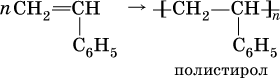 nCH₂═CH → [—CH₂—CH—]ₙ
C₆H₅ C₆H₅
полистирол